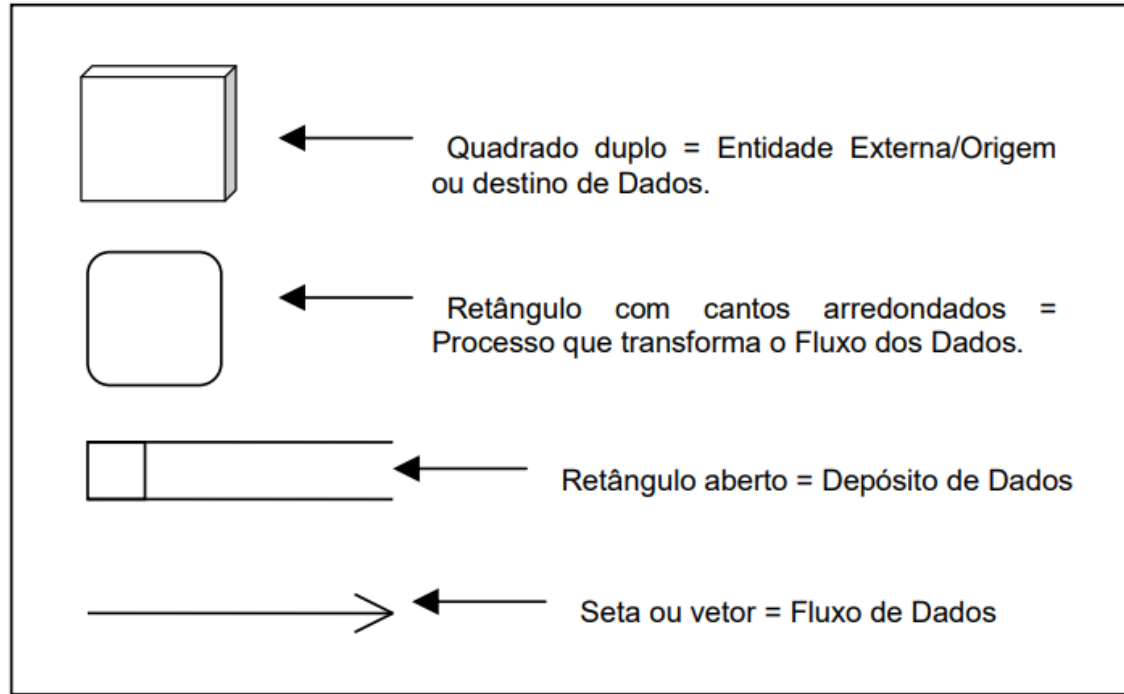 Quadrado duplo = Entidade Externa/Origem
ou destino de Dados.
Retângulo com cantos arredondados =
Processo que transforma o Fluxo dos Dados.
Retângulo aberto = Depósito de Dados
Seta ou vetor = Fluxo de Dados